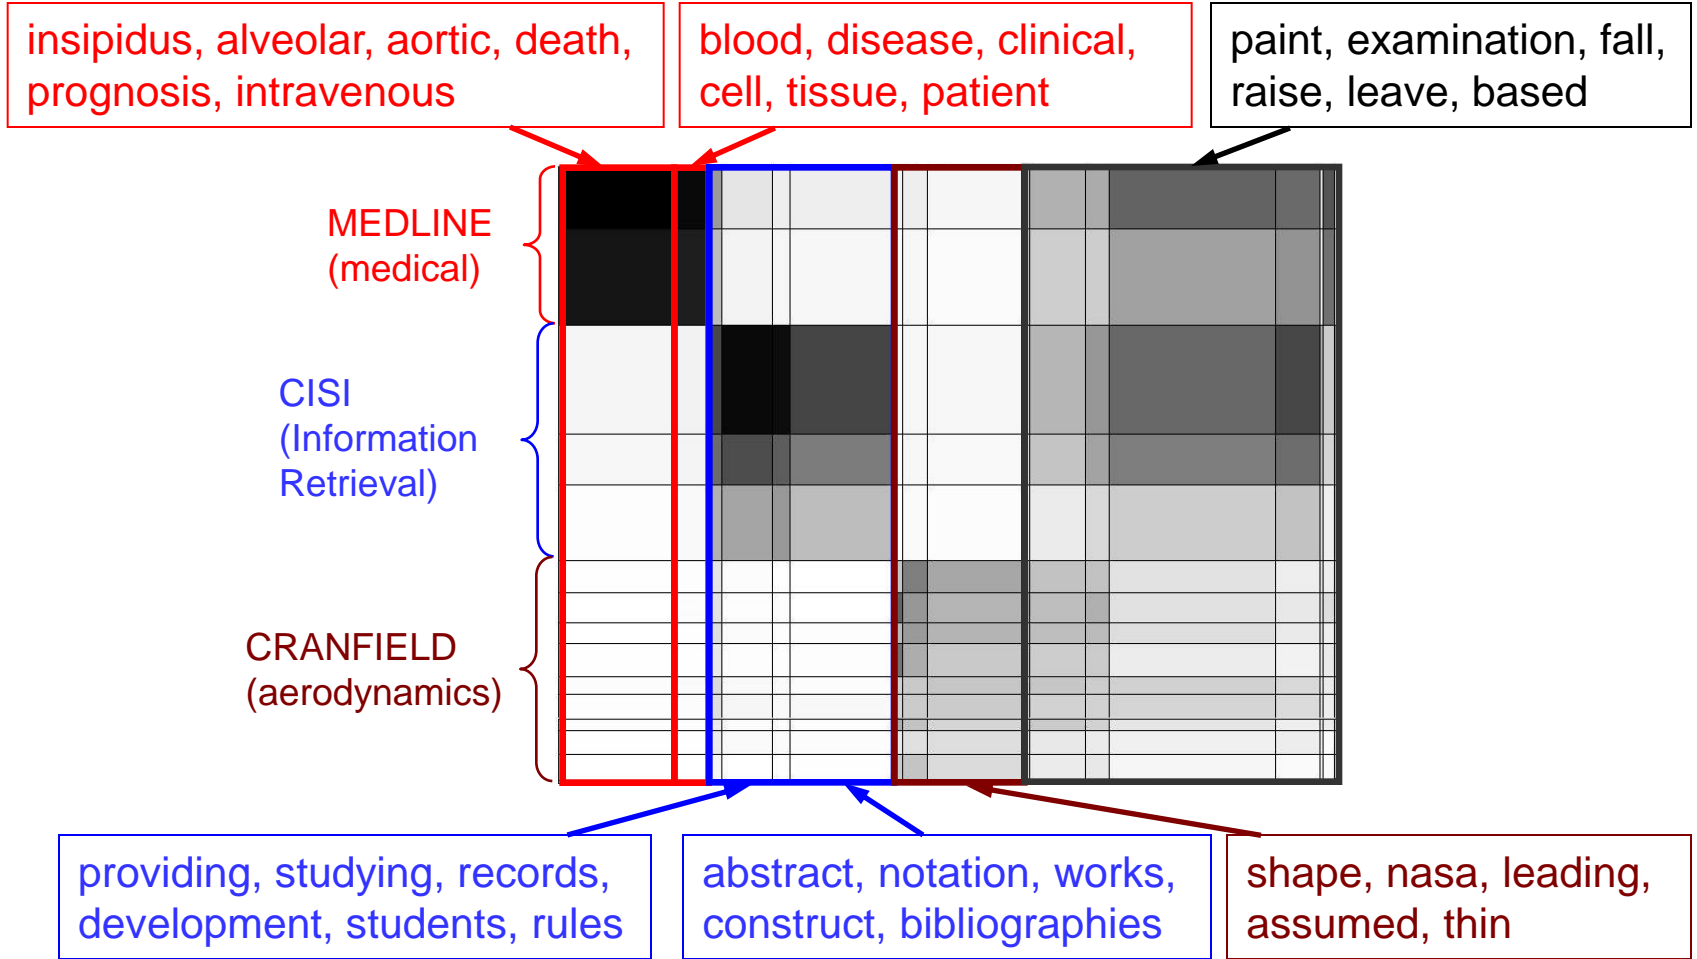 insipidus, alveolar, aortic, death,
prognosis, intravenous
blood, disease, clinical,
cell, tissue, patient
paint, examination, fall,
raise, leave, based
MEDLINE
(medical)
CISI
(Information
Retrieval)
CRANFIELD
(aerodynamics)
providing, studying, records,
development, students, rules
abstract, notation, works,
construct, bibliographies
shape, nasa, leading,
assumed, thin